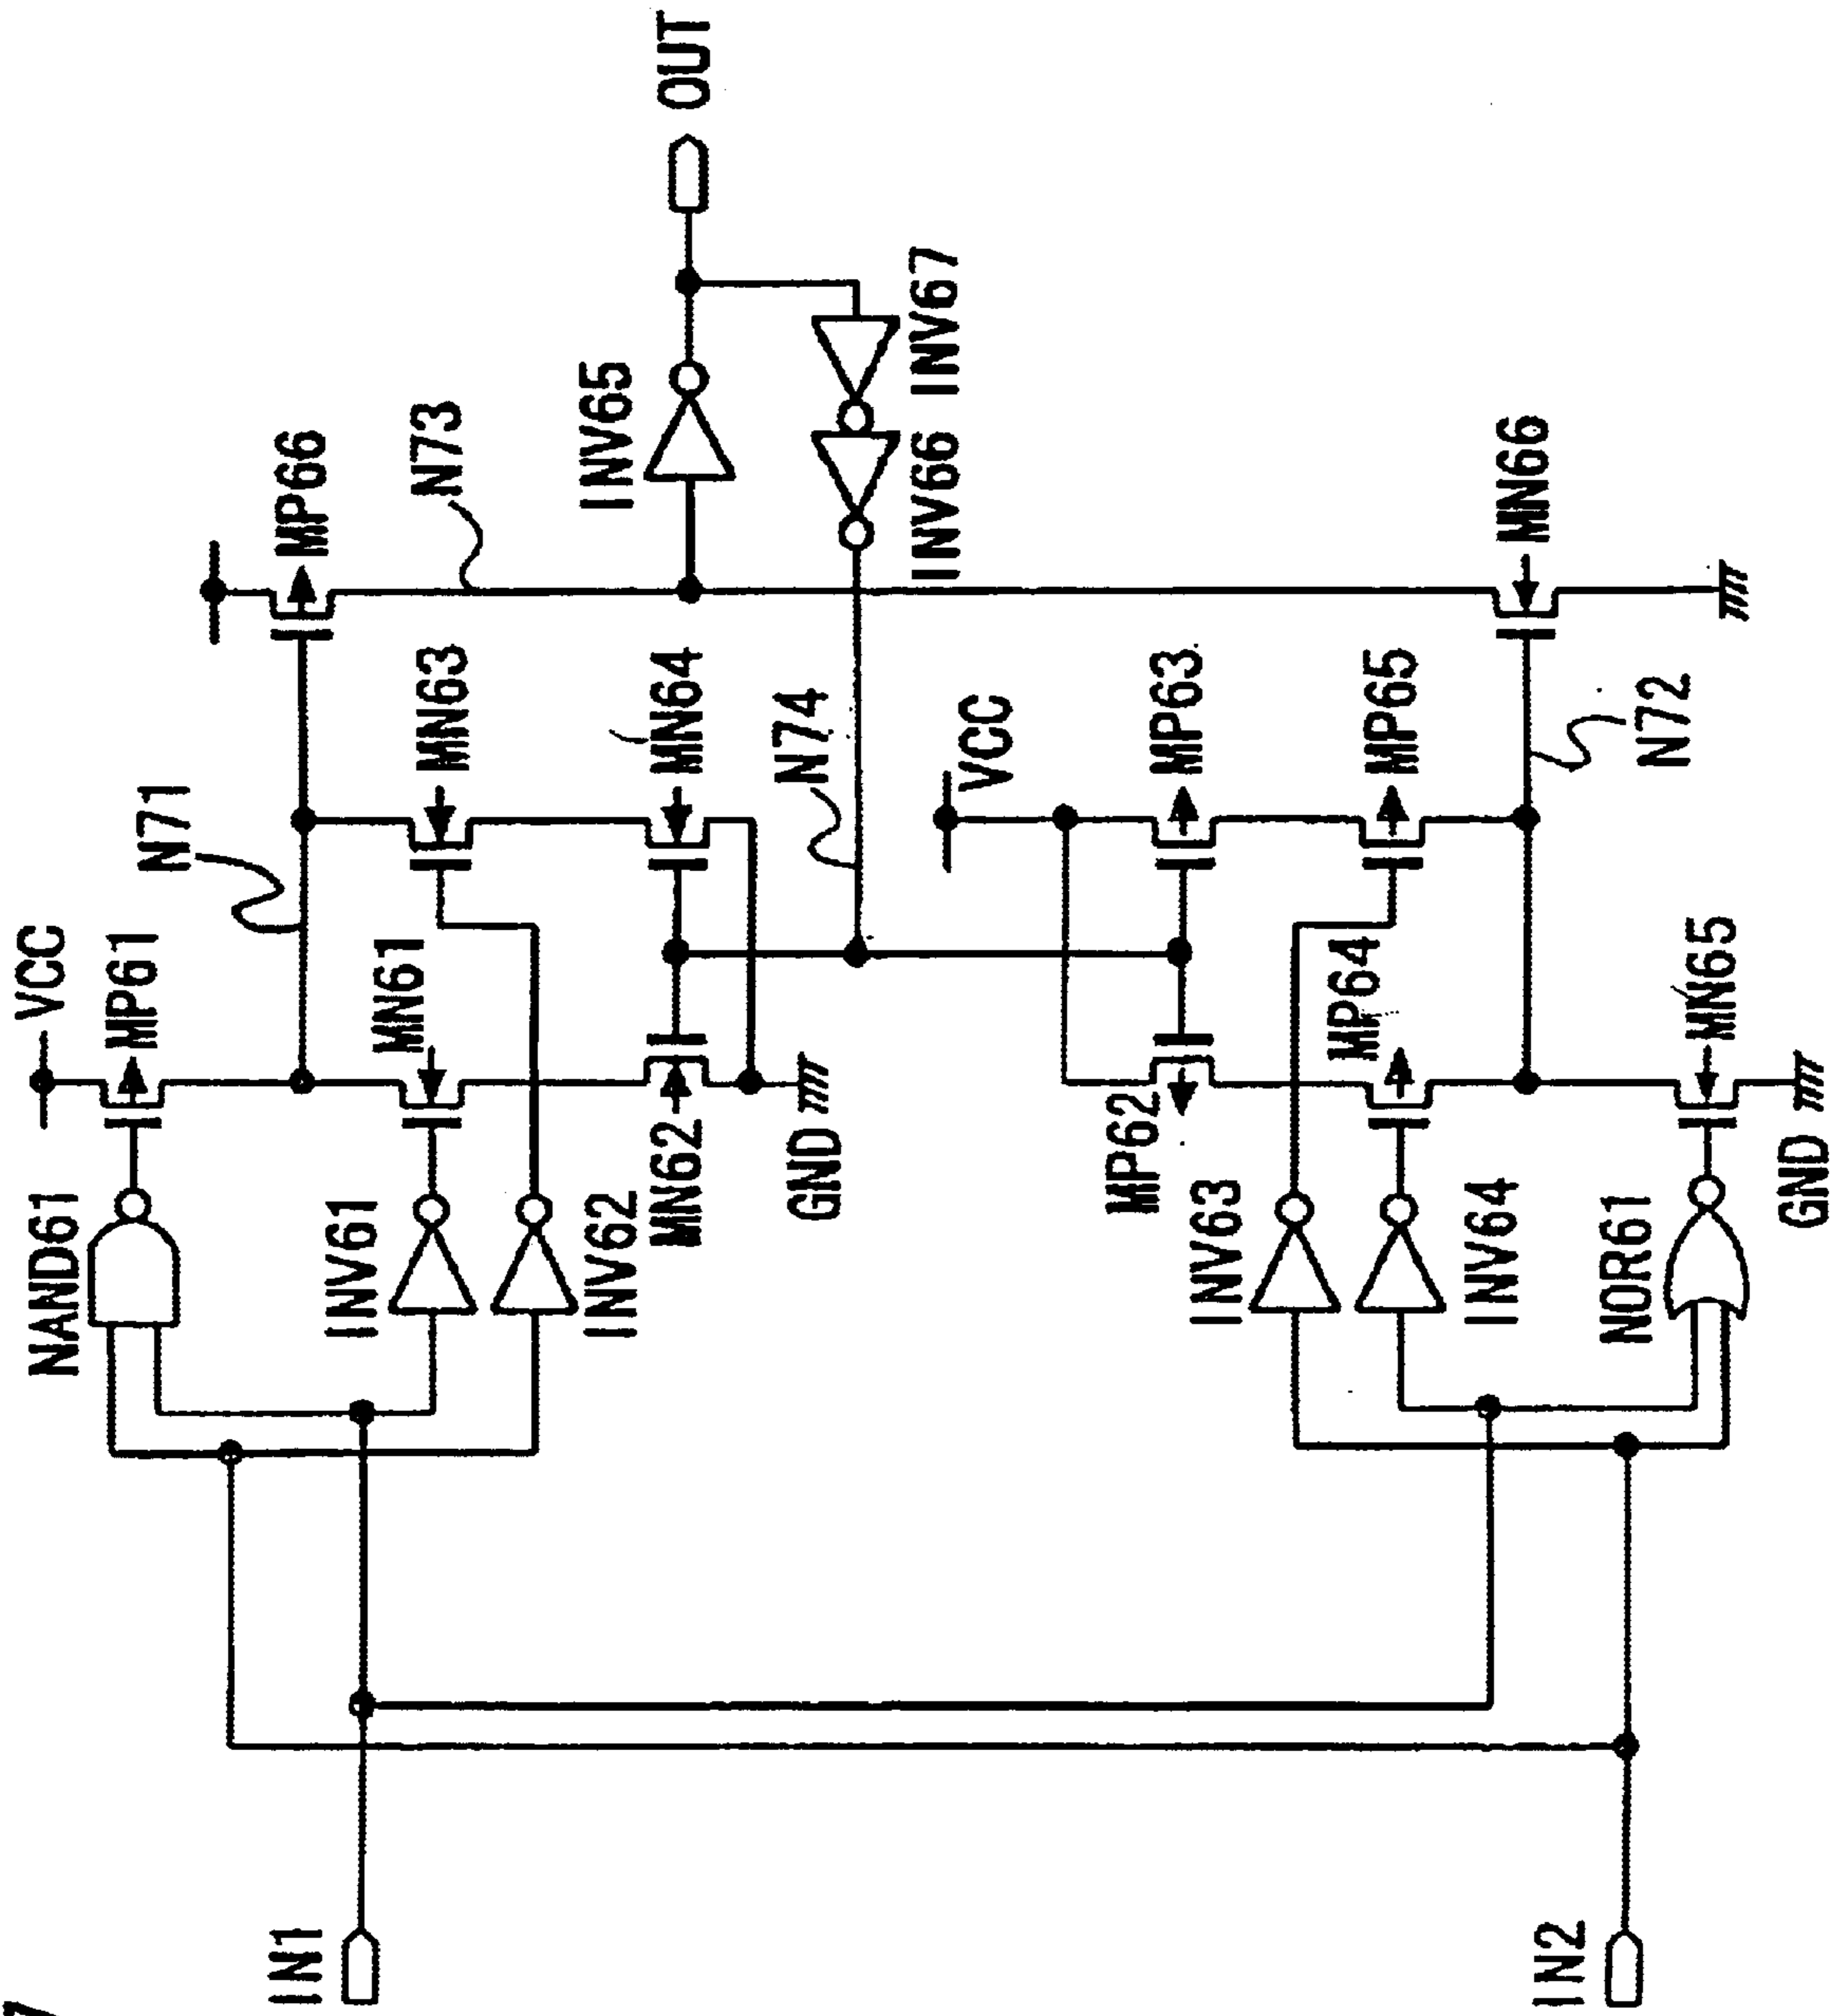 7
IN1
IN2
NAND61
VCC
MP61
N71
INV61
MN61
MN63
MP66
N73
INV62
MN62
MN64
INV65
OUT
GND
N74
INV66
INV67
VCC
MP62
MP63
INV63
MP64
MP65
INV64
MN66
NOR61
MN65
N72
GND